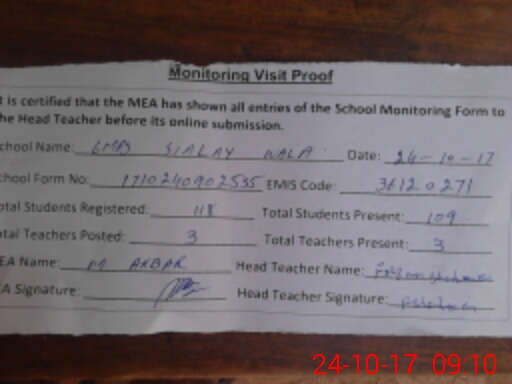 Monitoring Visit Proof
t is certified that the MEA has shown all entries of the School Monitoring Form to
he Head Teacher before its online submission.
chool Name: GMPS SIALAY WALA Date: 24-10-17
chool Form No: 1710240902535 EMIS Code: 36120271
otal Students Registered: 118 Total Students Present: 109
otal Teachers Posted: 3 Total Teachers Present: 3
EA Name: M AKBAR Head Teacher Name:
EA Signature: Head Teacher Signature:
24-10-17 09:10